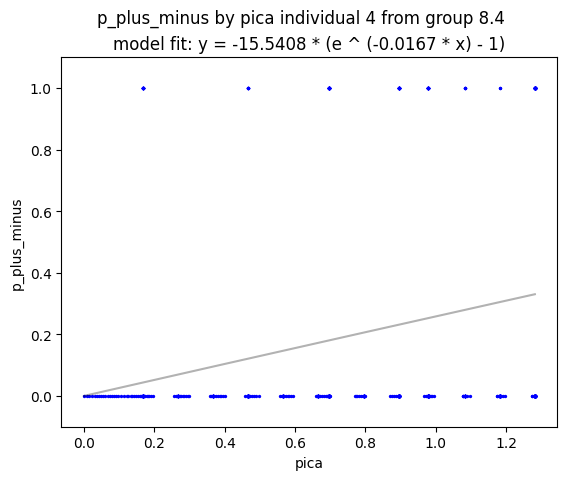 p_plus_minus by pica individual 4 from group 8.4
model fit: y = -15.5408 * (e ^ (-0.0167 * x) - 1)
1.0
0.8
0.6
0.4
0.2
0.0
p_plus_minus
0.0 0.2 0.4 0.6 0.8 1.0 1.2
pica